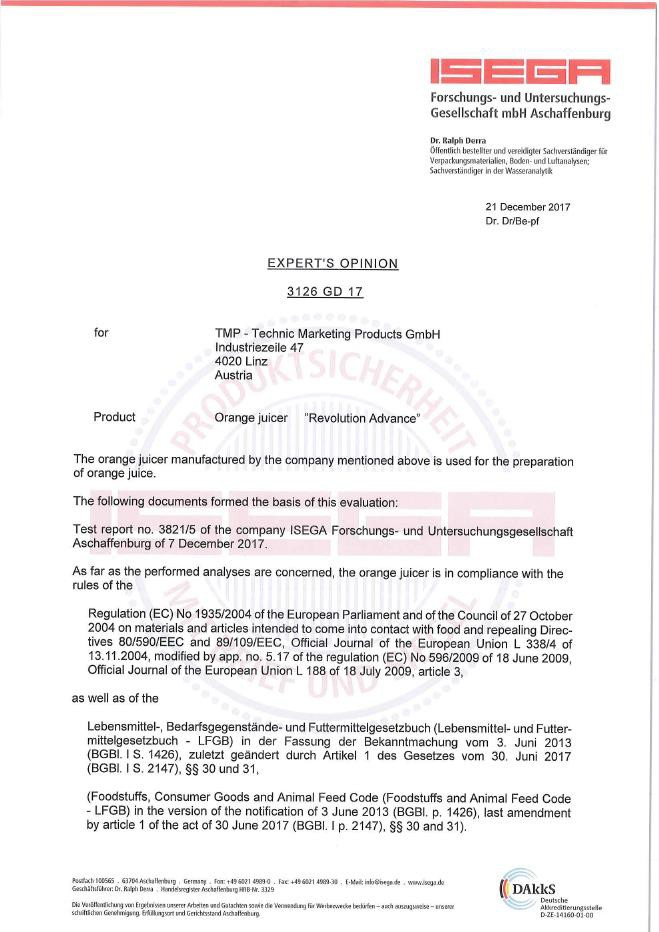 ISEGA
Forschungs- und Untersuchungs-
Gesellschaft mbH Aschaffenburg
Dr. Ralph Derra
Öffentlich bestellter und vereidigter Sachverständiger für
Verpackungsmaterialien, Boden- und Luftanalysen;
Sachverständiger in der Wasseranalytik
21 December 2017
Dr. Dr/Be-pf
EXPERT'S OPINION
3126 GD 17
for
TMP - Technic Marketing Products GmbH
Industriezeile 47
4020 Linz
Austria
PRODUKTSICHERHEIT
Product Orange juicer "Revolution Advance"
The orange juicer manufactured by the company mentioned above is used for the preparation
of orange juice.
The following documents formed the basis of this evaluation:
ISEGA
Test report no. 3821/5 of the company ISEGA Forschungs- und Untersuchungsgesellschaft
Aschaffenburg of 7 December 2017.
As far as the performed analyses are concerned, the orange juicer is in compliance with the
rules of the
Regulation (EC) No 1935/2004 of the European Parliament and of the Council of 27 October
2004 on materials and articles intended to come into contact with food and repealing Direc-
tives 80/590/EEC and 89/109/EEC, Official Journal of the European Union L 338/4 of
13.11.2004, modified by app. no. 5.17 of the regulation (EC) No 596/2009 of 18 June 2009,
Official Journal of the European Union L 188 of 18 July 2009, article 3,
as well as of the
Lebensmittel-, Bedarfsgegenstände- und Futtermittelgesetzbuch (Lebensmittel- und Futter-
mittelgesetzbuch - LFGB) in der Fassung der Bekanntmachung vom 3. Juni 2013
(BGBl. I S. 1426), zuletzt geändert durch Artikel 1 des Gesetzes vom 30. Juni 2017
(BGBl. I S. 2147), §§ 30 und 31,
(Foodstuffs, Consumer Goods and Animal Feed Code (Foodstuffs and Animal Feed Code
- LFGB) in the version of the notification of 3 June 2013 (BGBl. p. 1426), last amendment
by article 1 of the act of 30 June 2017 (BGBl. I p. 2147), §§ 30 and 31).
Postfach 100565 . 63704 Aschaffenburg . Germany . Fon: +49 6021 4989-0 . Fax: +49 6021 4989-30 . E-Mail: info@isega.de . www.isega.de
Geschäftsführer: Dr. Ralph Derra . Handelsregister Aschaffenburg HRB-Nr. 3329
Die Veröffentlichung von Ergebnissen unserer Arbeiten und Gutachten sowie die Verwendung für Werbezwecke bedürfen – auch auszugsweise – unserer
schriftlichen Genehmigung. Erfüllungsort und Gerichtsstand Aschaffenburg.
DAkkS
Deutsche
Akkreditierungsstelle
D-ZE-14160-01-00